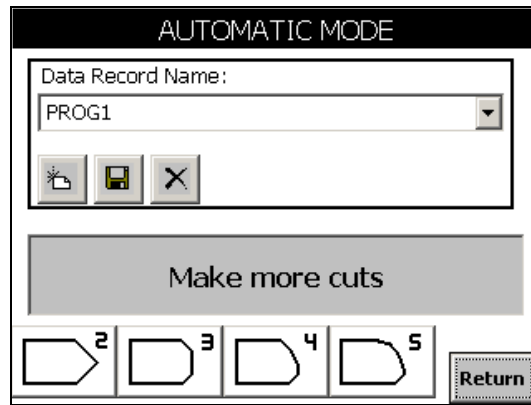 AUTOMATIC MODE
Data Record Name:
PROG1
Make more cuts
2 3 4 5
Return